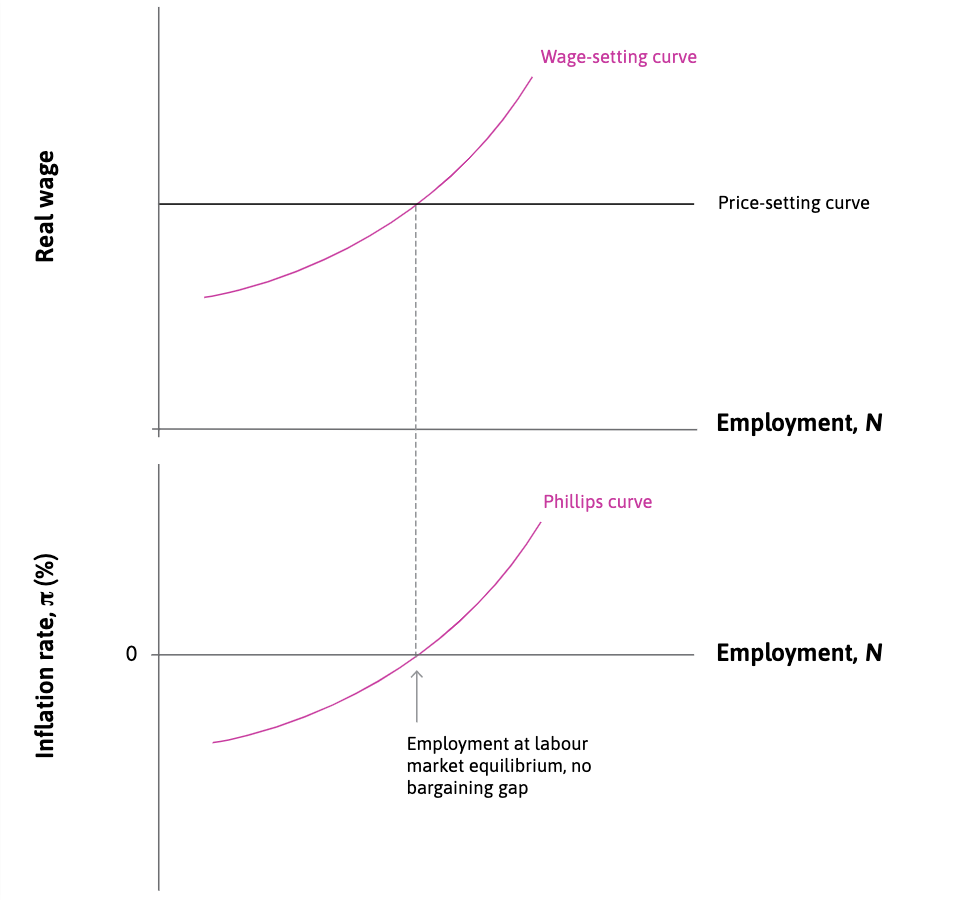 Wage-setting curve
Real wage
Price-setting curve
Employment, N
Phillips curve
Inflation rate, π (%)
0
Employment, N
Employment at labour
market equilibrium, no
bargaining gap